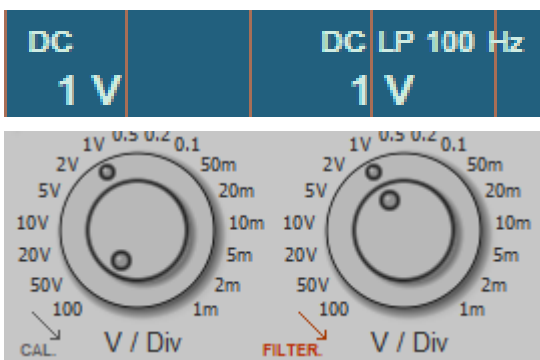 DC DC LP 100 Hz
1 V 1 V
1V 0.5 0.2 0.1 1V 0.5 0.2 0.1
2V 50m 2V 50m
5V 20m 5V 20m
10V 10m 10V 10m
20V 5m 20V 5m
50V 2m 50V 2m
100 1m 100 1m
CAL. V / Div FILTER. V / Div